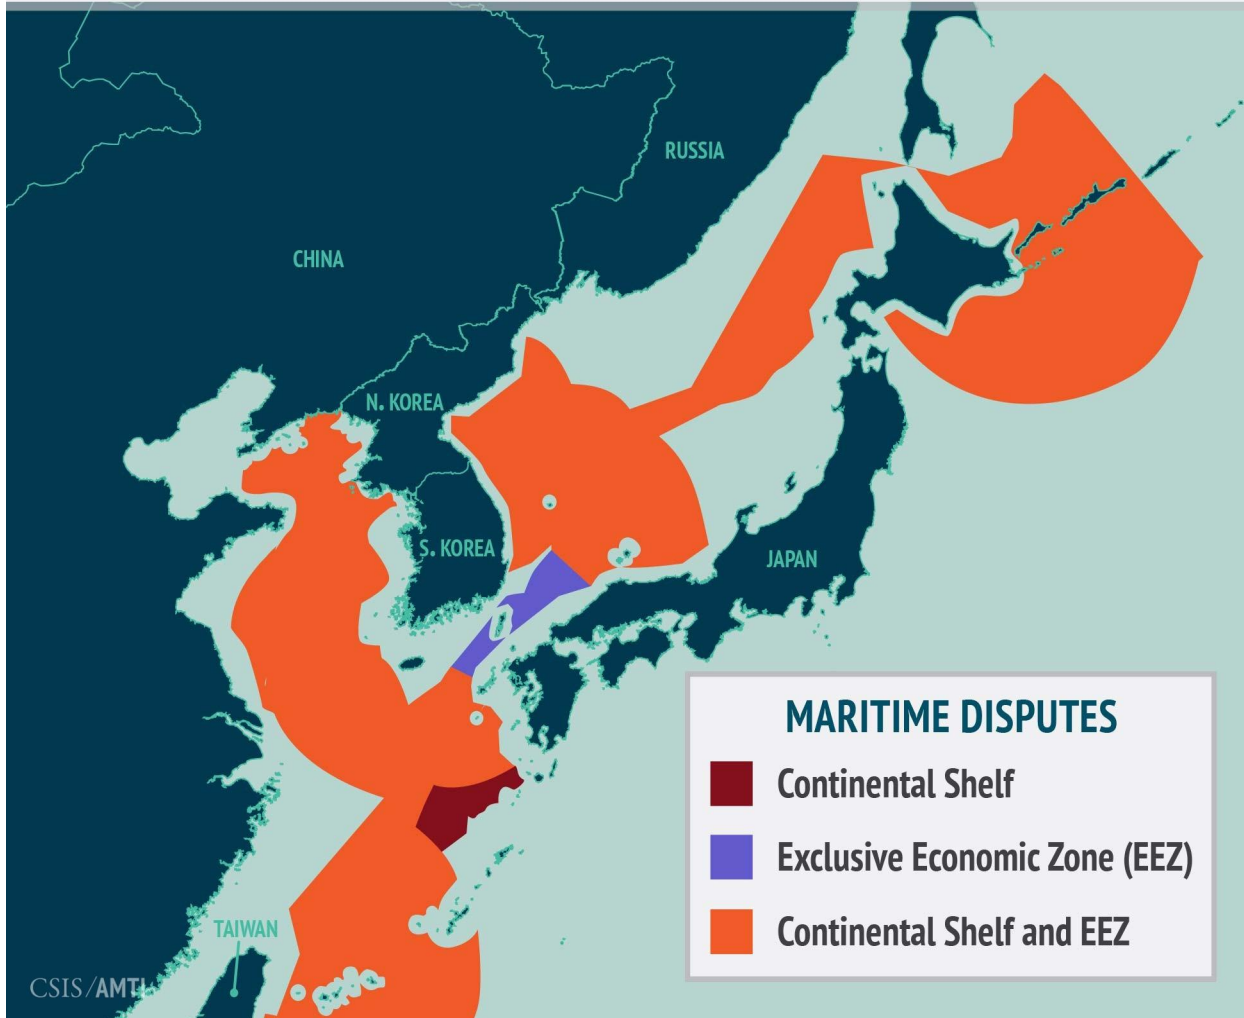 RUSSIA
CHINA
N. KOREA
S. KOREA
JAPAN
TAIWAN
MARITIME DISPUTES
Continental Shelf
Exclusive Economic Zone (EEZ)
Continental Shelf and EEZ
CSIS/AMTI